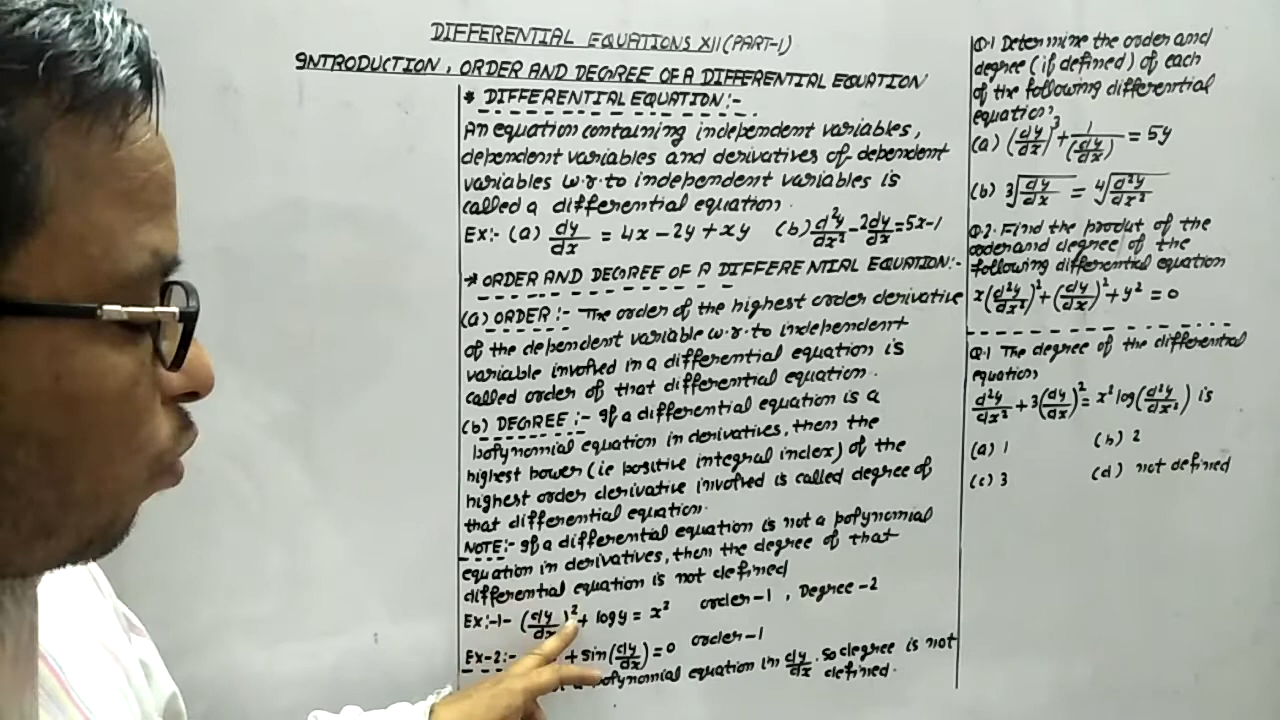 DIFFERENTIAL EQUATIONS XII (PART-1)
INTRODUCTION, ORDER AND DEGREE OF A DIFFERENTIAL EQUATION
* DIFFERENTIAL EQUATION:-
An equation containing independent variables,
dependent variables and derivatives of dependent
variables w.r.to independent variables is
called a differential equation.
Ex:- (a) dy/dx = 4x - 2y + xy (b) d²y/dx² - 2dy/dx = 5x-1
* ORDER AND DEGREE OF A DIFFERENTIAL EQUATION:-
(a) ORDER:- The order of the highest order derivative
of the dependent variable w.r.to independent
variable involved in a differential equation is
called order of that differential equation.
(b) DEGREE:- If a differential equation is a
polynomial equation in derivatives, then the
highest power (ie positive integral index) of the
highest order derivative involved is called degree of
that differential equation.
NOTE:- If a differential equation is not a polynomial
equation in derivatives, then the degree of that
differential equation is not defined
Ex:-1- (dy/dx)² + log y = x² order-1, Degree-2
Ex-2:- + sin(dy/dx) = 0 order-1
a polynomial equation in dy/dx. So degree is not
defined.
Q.1 Determine the order and
degree (if defined) of each
of the following differential
equation?
(a) (dy/dx)³ + 1/(dy/dx) = 5y
(b) ∛(dy/dx) = ∜(d²y/dx²)
Q.2. Find the produt of the
order and degree of the
following differential equation
x(d²y/dx²)² + (dy/dx)² + y² = 0
Q.1 The degree of the differential
equation
d²y/dx² + 3(dy/dx)² = x² log(d²y/dx²) is
(a) 1 (b) 2
(c) 3 (d) not defined